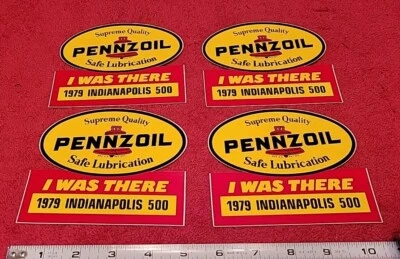 Supreme Quality
PENNZOIL
Safe Lubrication
I WAS THERE
1979 INDIANAPOLIS 500
Supreme Quality
PENNZOIL
Safe Lubrication
I WAS THERE
1979 INDIANAPOLIS 500
Supreme Quality
PENNZOIL
Safe Lubrication
I WAS THERE
1979 INDIANAPOLIS 500
Supreme Quality
PENNZOIL
Safe Lubrication
I WAS THERE
1979 INDIANAPOLIS 500
1 2 3 4 5 6 7 8 9 10